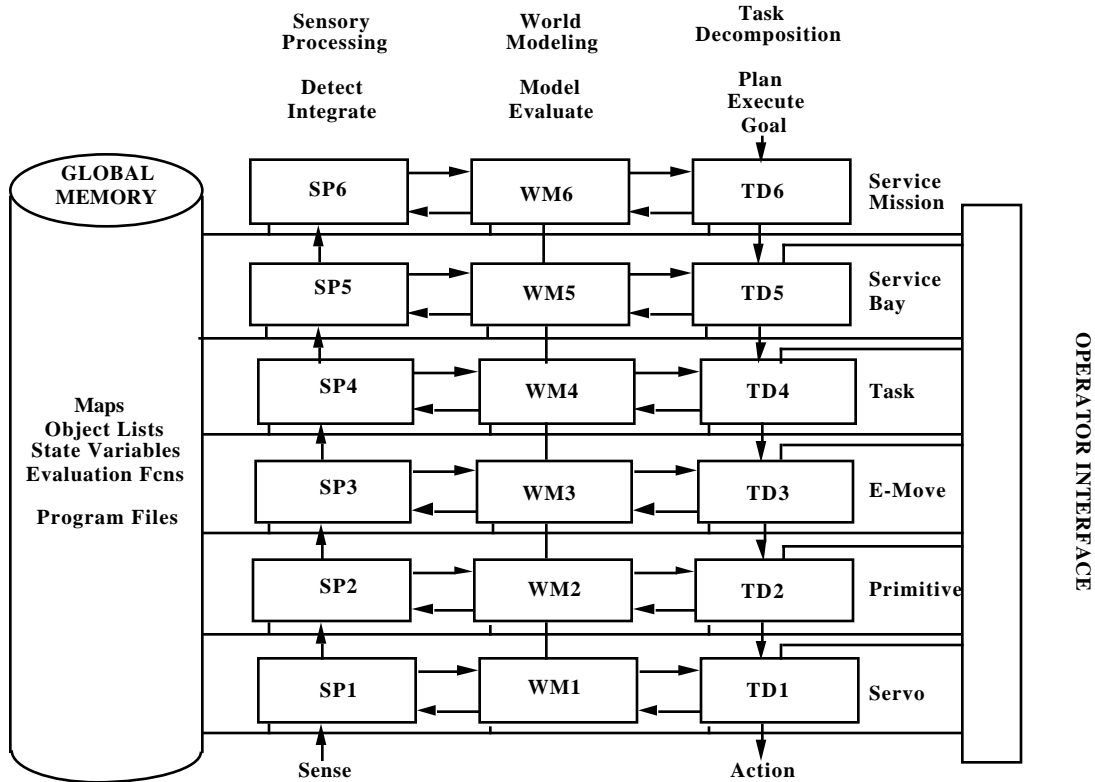 Sensory
Processing
World
Modeling
Task
Decomposition
Detect
Integrate
Model
Evaluate
Plan
Execute
Goal
GLOBAL
MEMORY
Maps
Object Lists
State Variables
Evaluation Fcns
Program Files
SP6
WM6
TD6
Service
Mission
SP5
WM5
TD5
Service
Bay
SP4
WM4
TD4
Task
SP3
WM3
TD3
E-Move
SP2
WM2
TD2
Primitive
SP1
WM1
TD1
Servo
Sense
Action
OPERATOR INTERFACE